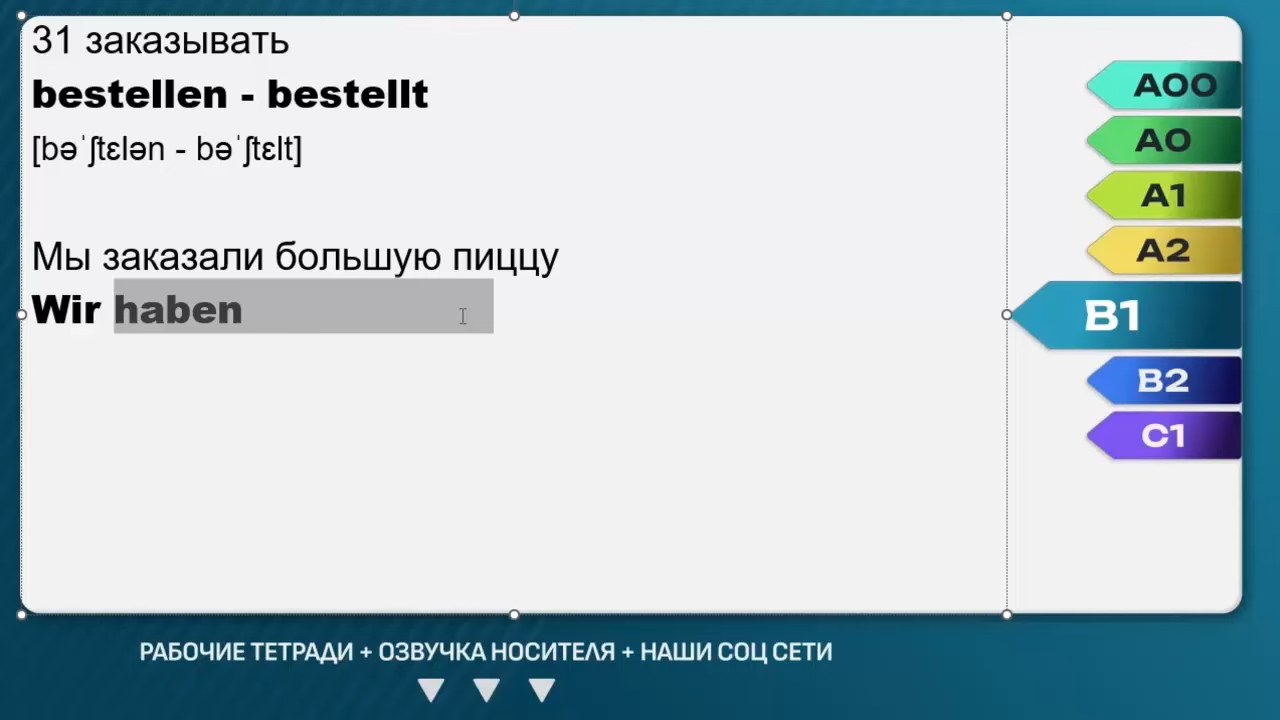 31 заказывать
bestellen - bestellt
[bəˈʃtɛlən - bəˈʃtɛlt]
Мы заказали большую пиццу
Wir haben
A00
A0
A1
A2
B1
B2
C1
РАБОЧИЕ ТЕТРАДИ + ОЗВУЧКА НОСИТЕЛЯ + НАШИ СОЦ СЕТИ